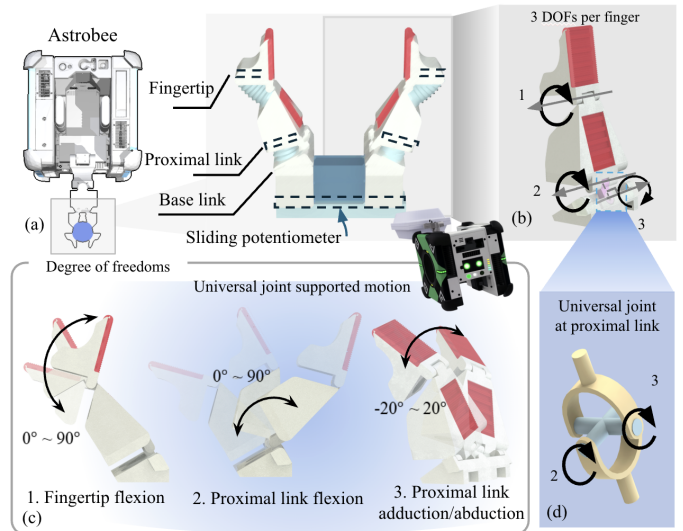 (a)
Astrobee
Fingertip
Proximal link
Base link
Sliding potentiometer
Degree of freedoms
3 DOFs per finger
1
2
3
(b)
Universal joint supported motion
0° ~ 90°
1. Fingertip flexion
0° ~ 90°
2. Proximal link flexion
-20° ~ 20°
3. Proximal link
adduction/abduction
(c)
Universal joint
at proximal link
3
2
(d)